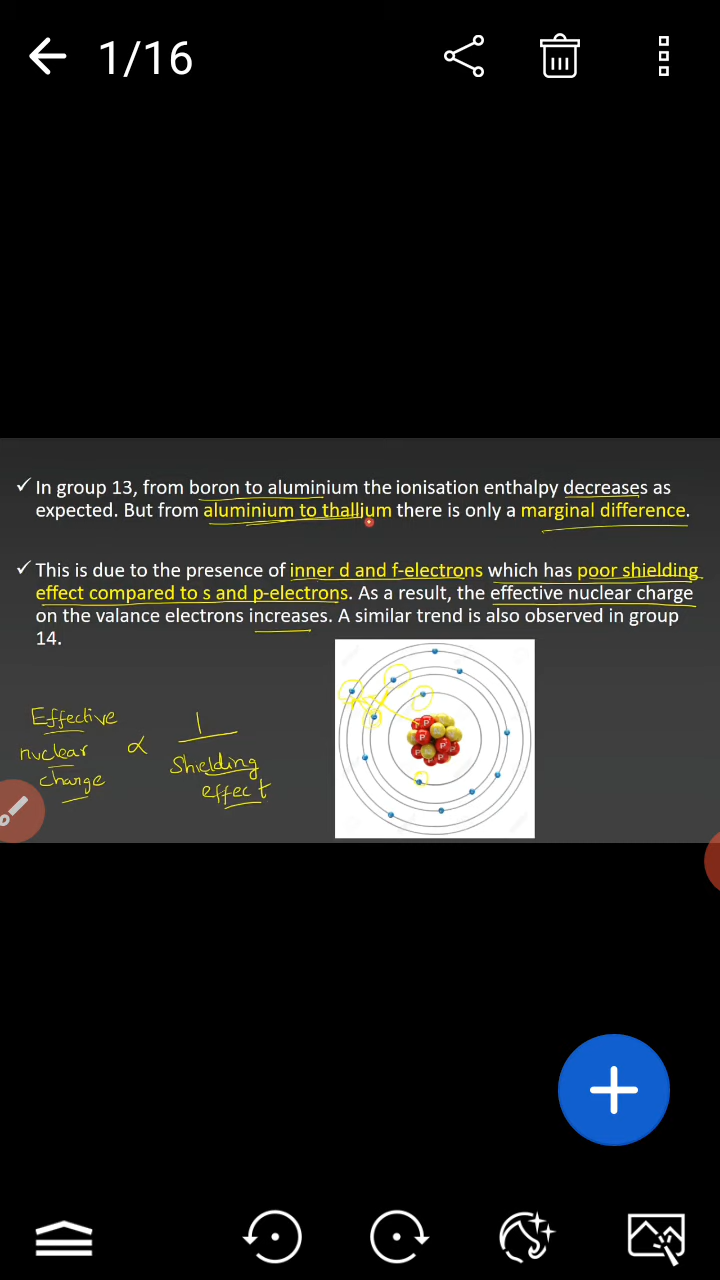 1/16
✓ In group 13, from boron to aluminium the ionisation enthalpy decreases as
expected. But from aluminium to thallium there is only a marginal difference.
✓ This is due to the presence of inner d and f-electrons which has poor shielding
effect compared to s and p-electrons. As a result, the effective nuclear charge
on the valance electrons increases. A similar trend is also observed in group
14.
Effective
nuclear
charge
∝
1
Shielding
effect
P
P
P
P
P
P
P
P